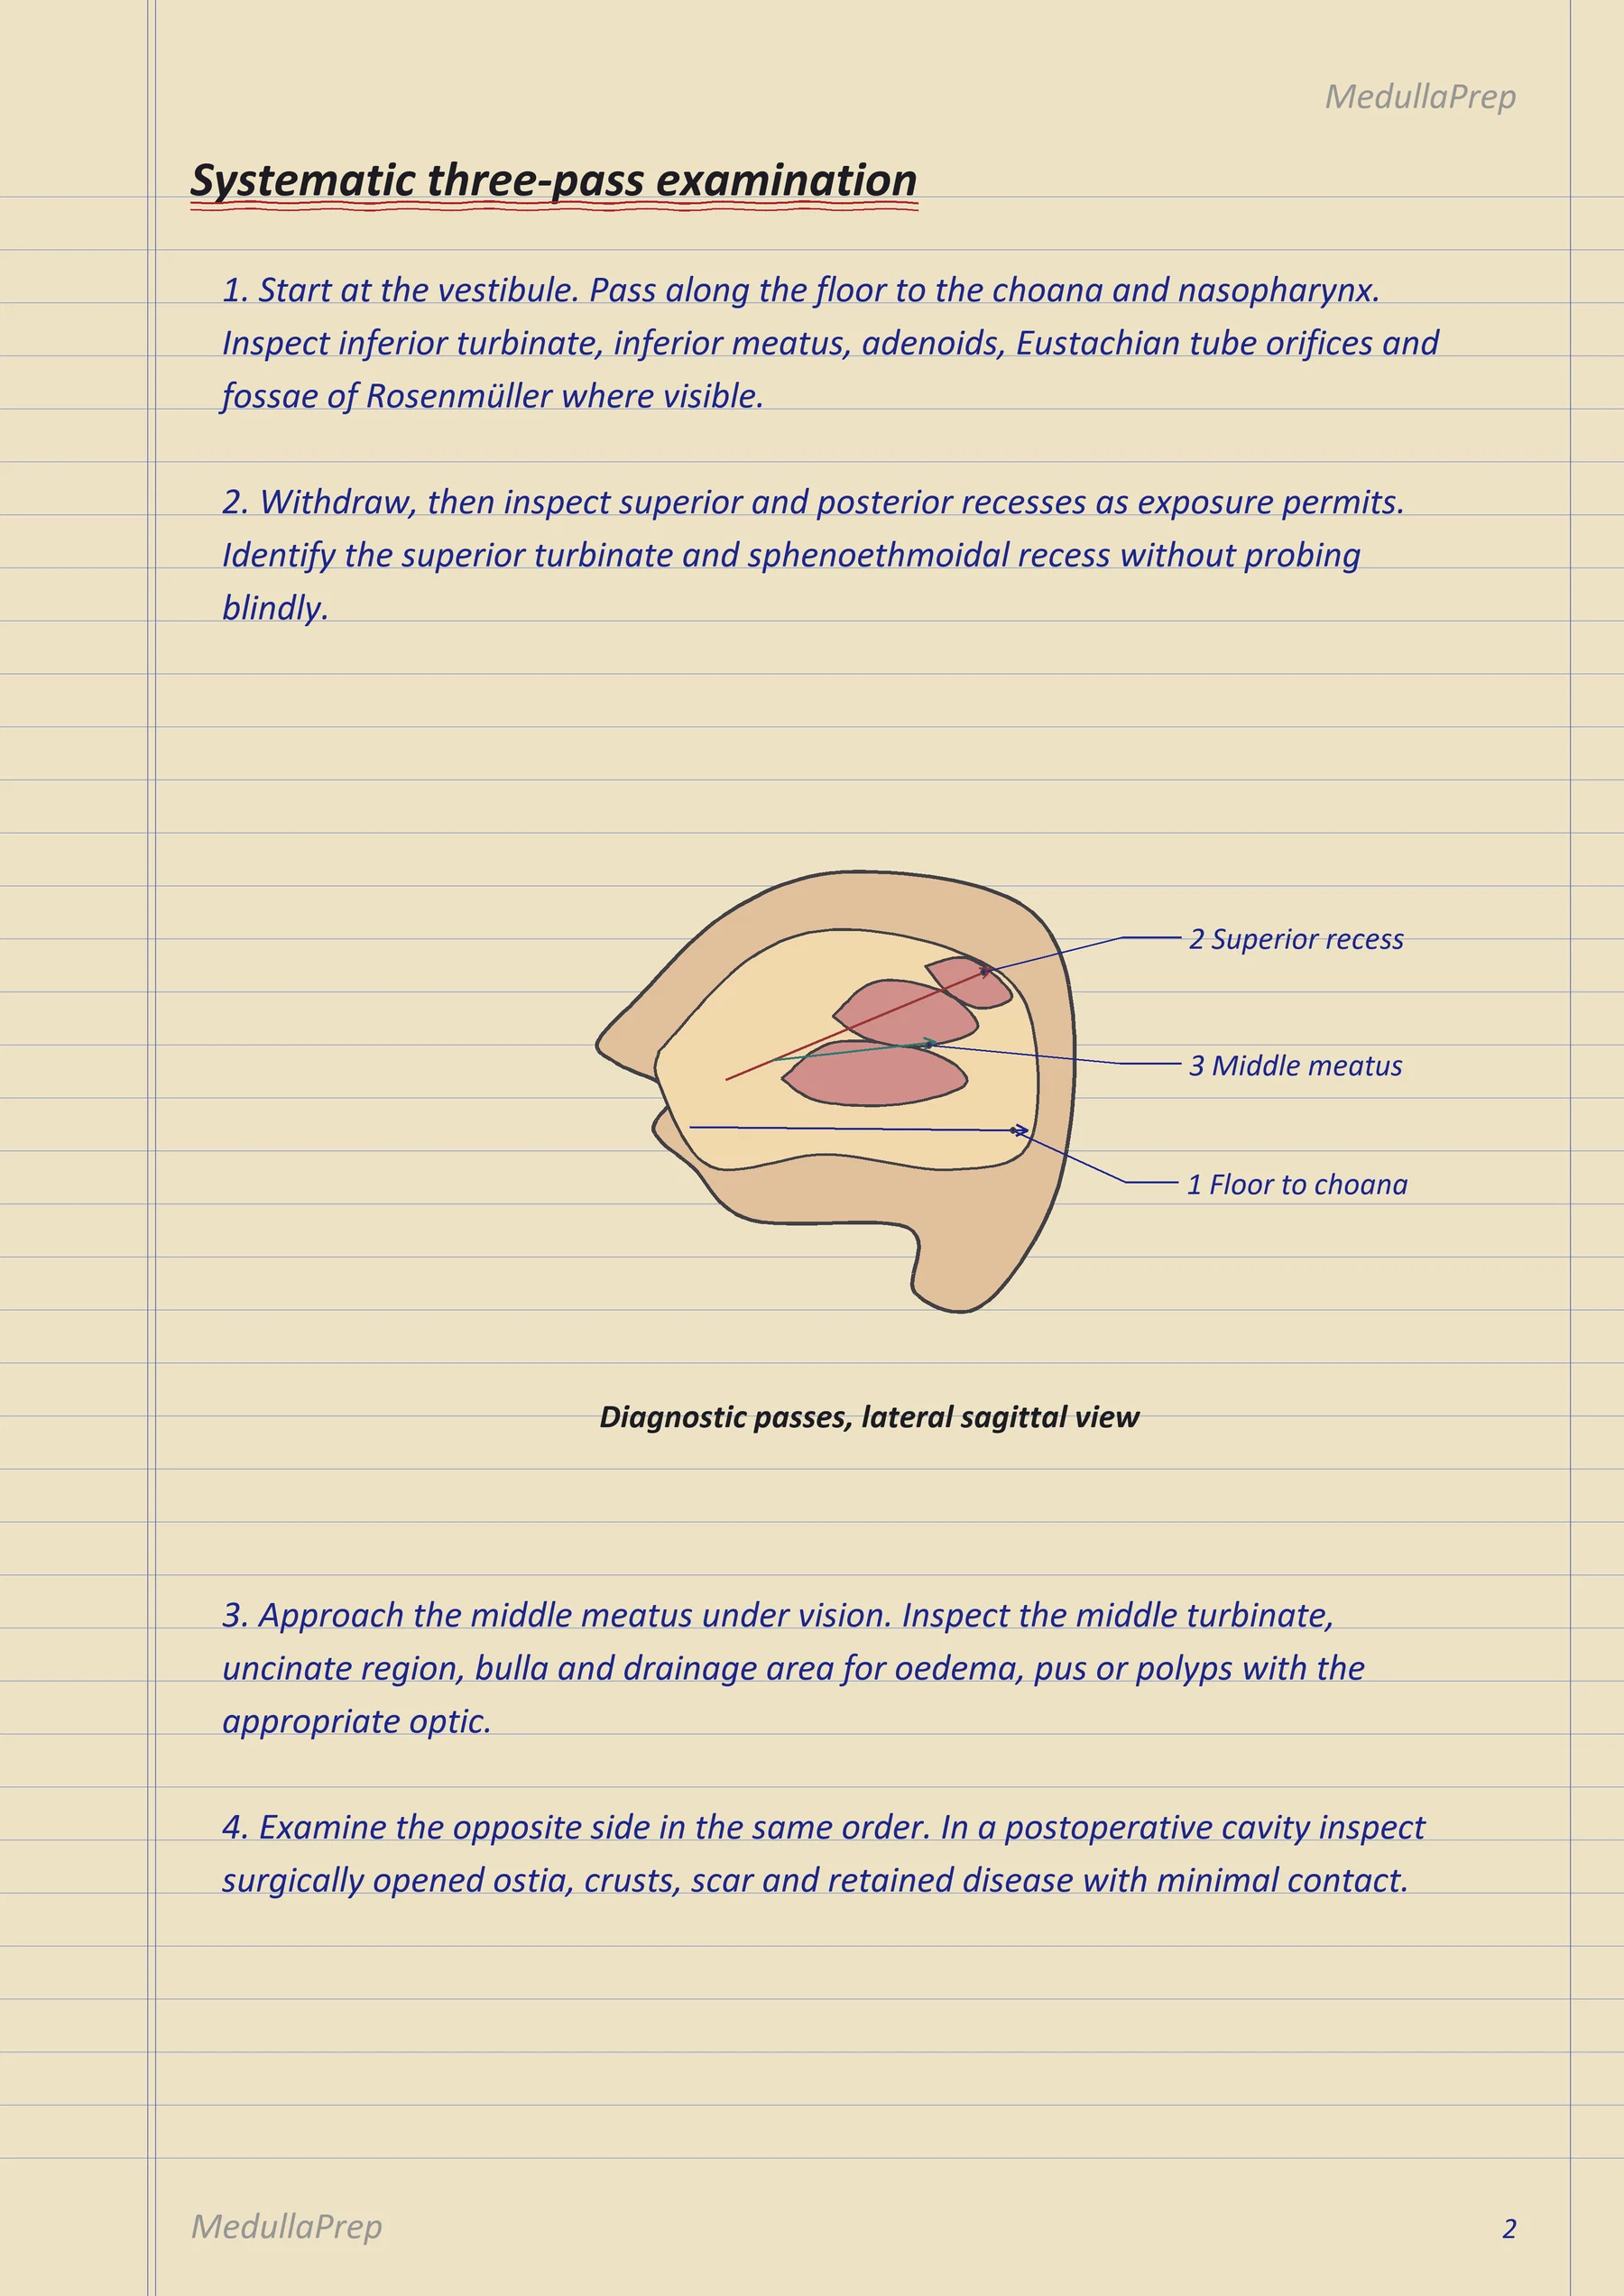 MedullaPrep
Systematic three-pass examination
1. Start at the vestibule. Pass along the floor to the choana and nasopharynx.
Inspect inferior turbinate, inferior meatus, adenoids, Eustachian tube orifices and
fossae of Rosenmüller where visible.
2. Withdraw, then inspect superior and posterior recesses as exposure permits.
Identify the superior turbinate and sphenoethmoidal recess without probing
blindly.
2 Superior recess
3 Middle meatus
1 Floor to choana
Diagnostic passes, lateral sagittal view
3. Approach the middle meatus under vision. Inspect the middle turbinate,
uncinate region, bulla and drainage area for oedema, pus or polyps with the
appropriate optic.
4. Examine the opposite side in the same order. In a postoperative cavity inspect
surgically opened ostia, crusts, scar and retained disease with minimal contact.
MedullaPrep
2